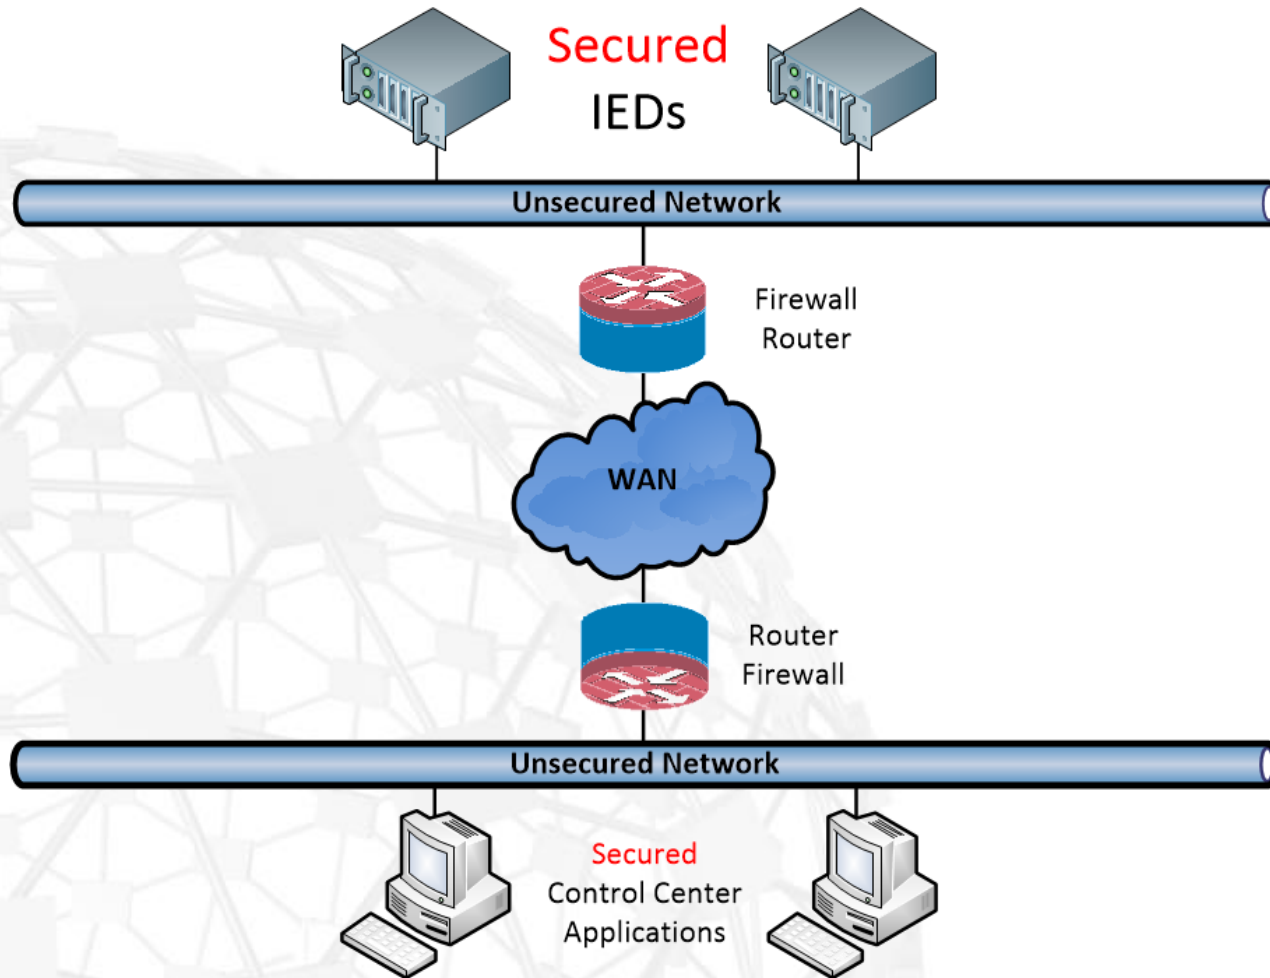 Secured
IEDs
Unsecured Network
Firewall
Router
WAN
Router
Firewall
Unsecured Network
Secured
Control Center
Applications